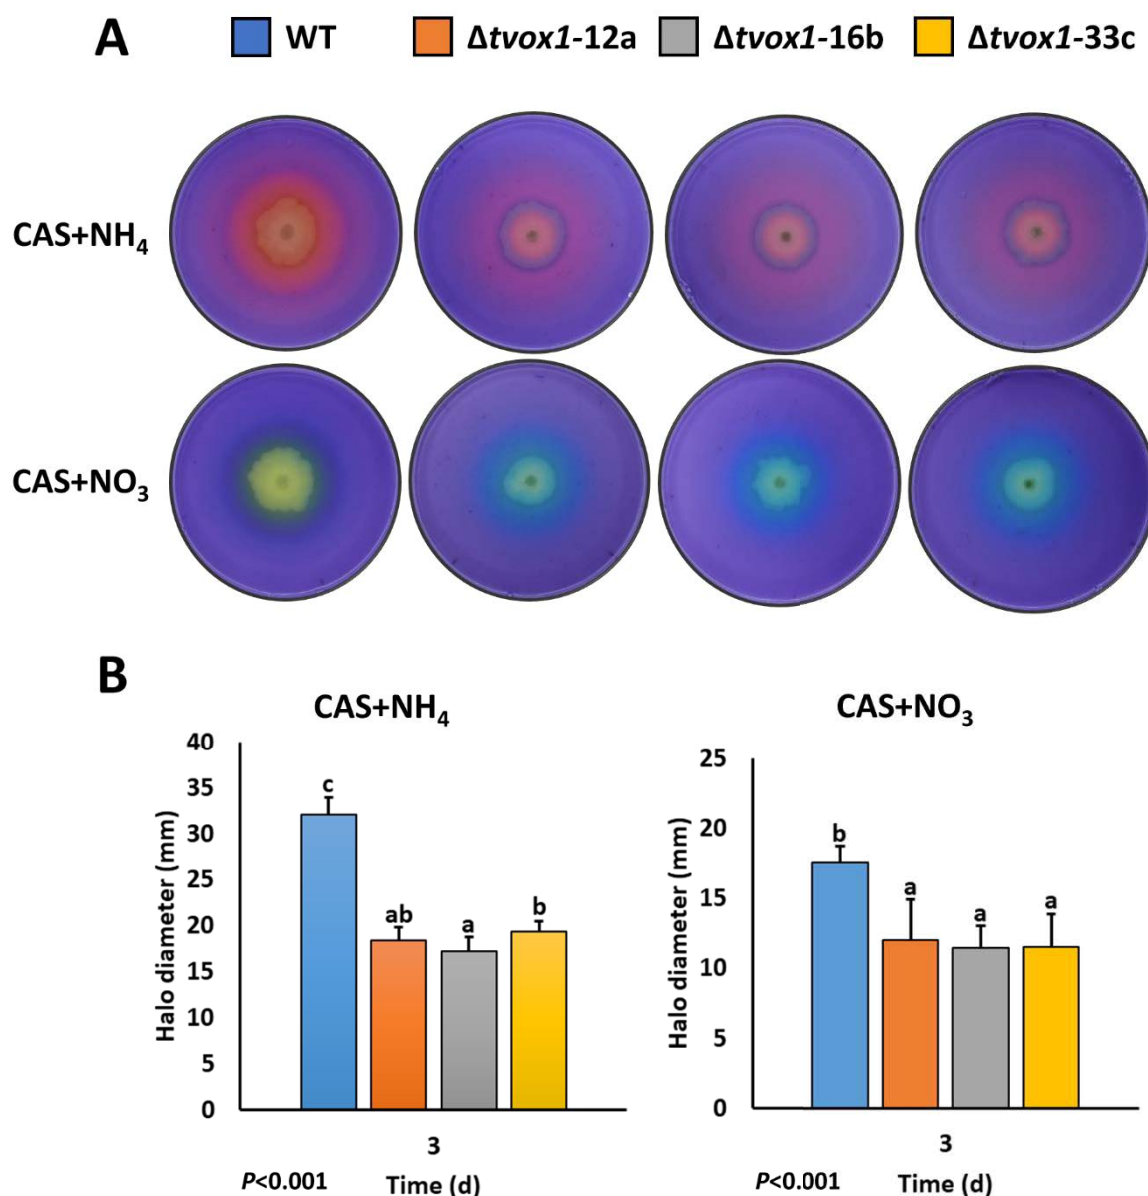 A WT Δtvox1-12a Δtvox1-16b Δtvox1-33c
CAS+NH₄
CAS+NO₃
B
CAS+NH₄
Halo diameter (mm)
40
35
30
25
20
15
10
5
0
c
ab
a
b
3
P<0.001 Time (d)
CAS+NO₃
Halo diameter (mm)
25
20
15
10
5
0
b
a
a
a
3
P<0.001 Time (d)